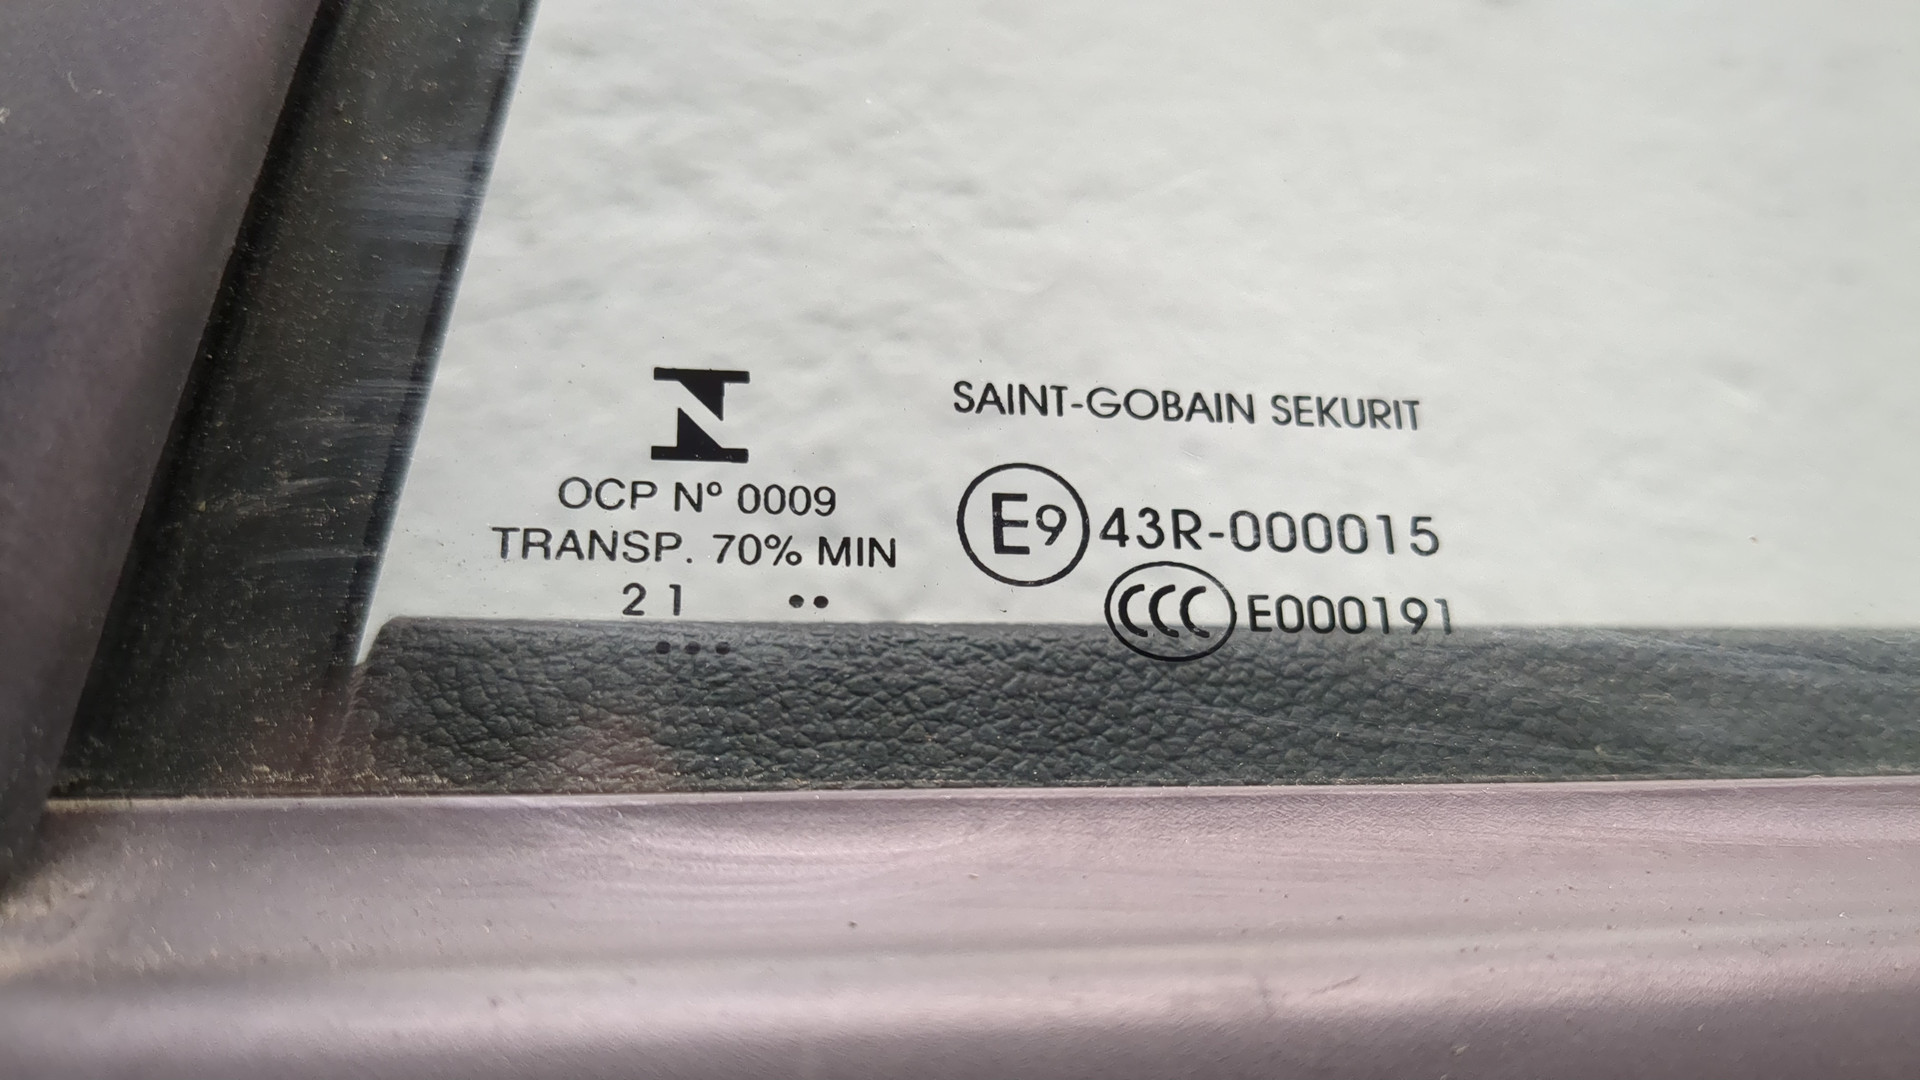 N
OCP Nº 0009
TRANSP. 70% MIN
21 ••
•••
SAINT-GOBAIN SEKURIT
E9 43R-000015
CCC E000191